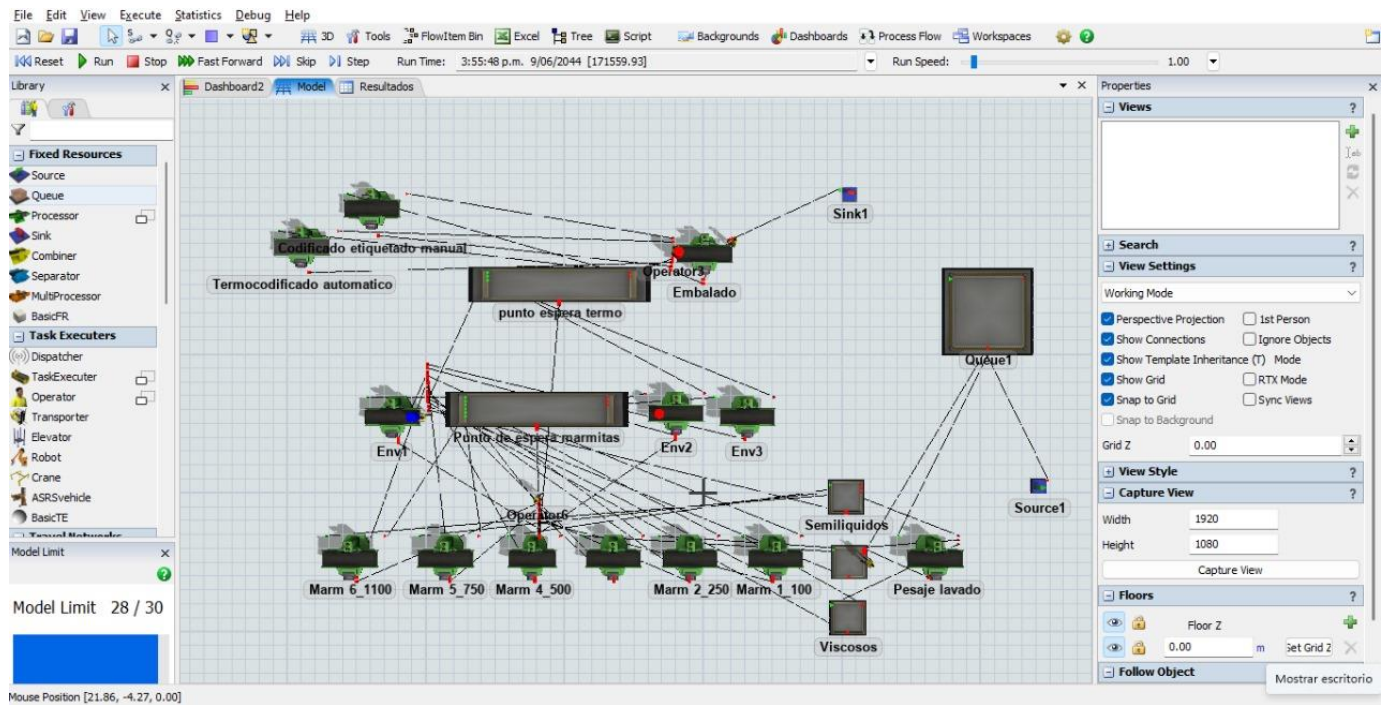 File Edit View Execute Statistics Debug Help
3D Tools FlowItem Bin Excel Tree Script Backgrounds Dashboards Process Flow Workspaces
Reset Run Stop Fast Forward Skip Step Run Time: 3:55:48 p.m. 9/06/2044 [171559.93] Run Speed: 1.00
Library
Fixed Resources
Source
Queue
Processor
Sink
Combiner
Separator
MultiProcessor
BasicFR
Task Executers
Dispatcher
TaskExecuter
Operator
Transporter
Elevator
Robot
Crane
ASRSvehicle
BasicTE
Travel Networks
Model Limit
Model Limit 28 / 30
Dashboard2 Model Resultados
Sink1
Codificado etiquetado manual
Operator3
Termocodificado automatico
Embalado
punto espera termo
Queue1
Punto de espera marmitas
Env1 Env2 Env3
Source1
Operator6
Semiliquidos
Marm 6_1100 Marm 5_750 Marm 4_500 Marm 2_250 Marm 1_100 Pesaje lavado
Viscosos
Properties
Views
Search
View Settings
Working Mode
Perspective Projection 1st Person
Show Connections Ignore Objects
Show Template Inheritance (T) Mode
Show Grid RTX Mode
Snap to Grid Sync Views
Snap to Background
Grid Z 0.00
View Style
Capture View
Width 1920
Height 1080
Capture View
Floors
Floor Z
0.00 m Set Grid Z
Follow Object
Mostrar escritorio
Mouse Position [21.86, -4.27, 0.00]